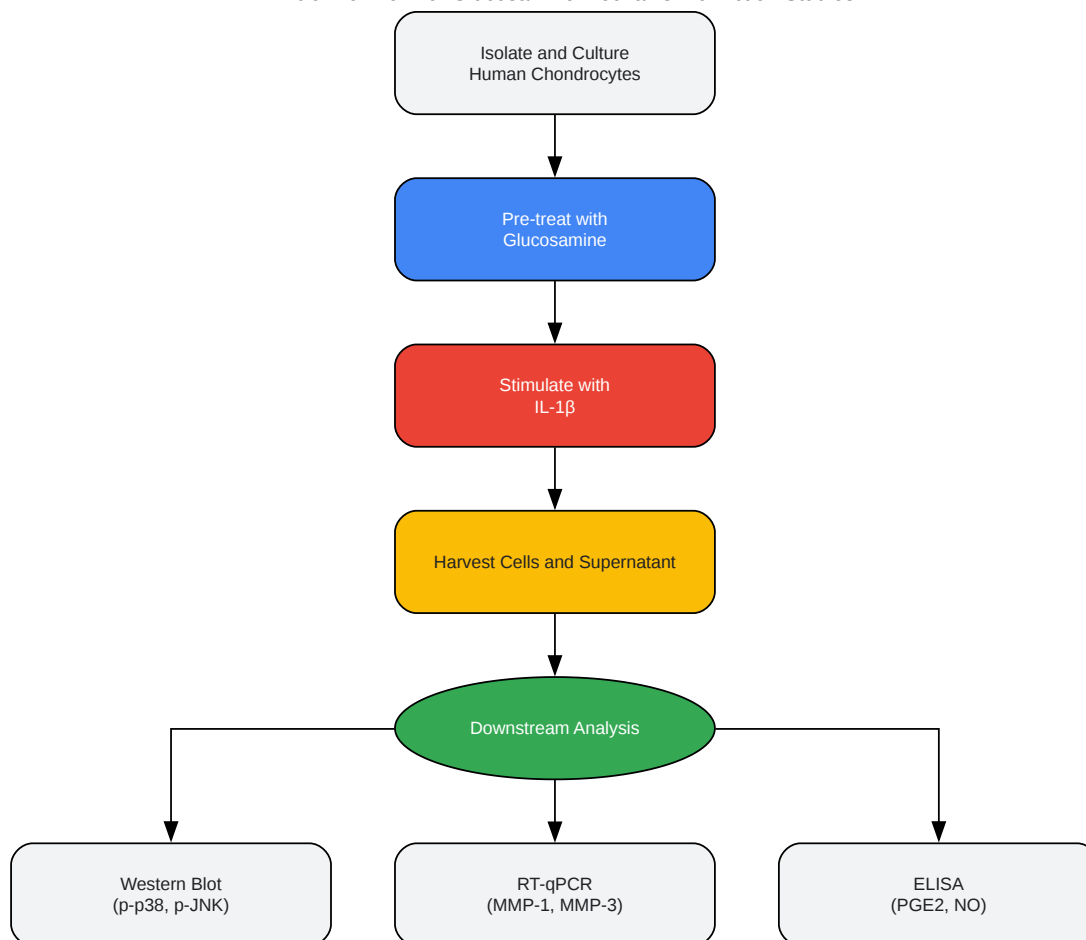 Isolate and Culture
Human Chondrocytes
Pre-treat with
Glucosamine
Stimulate with
IL-1β
Harvest Cells and Supernatant
Downstream Analysis
Western Blot
(p-p38, p-JNK)
RT-qPCR
(MMP-1, MMP-3)
ELISA
(PGE2, NO)